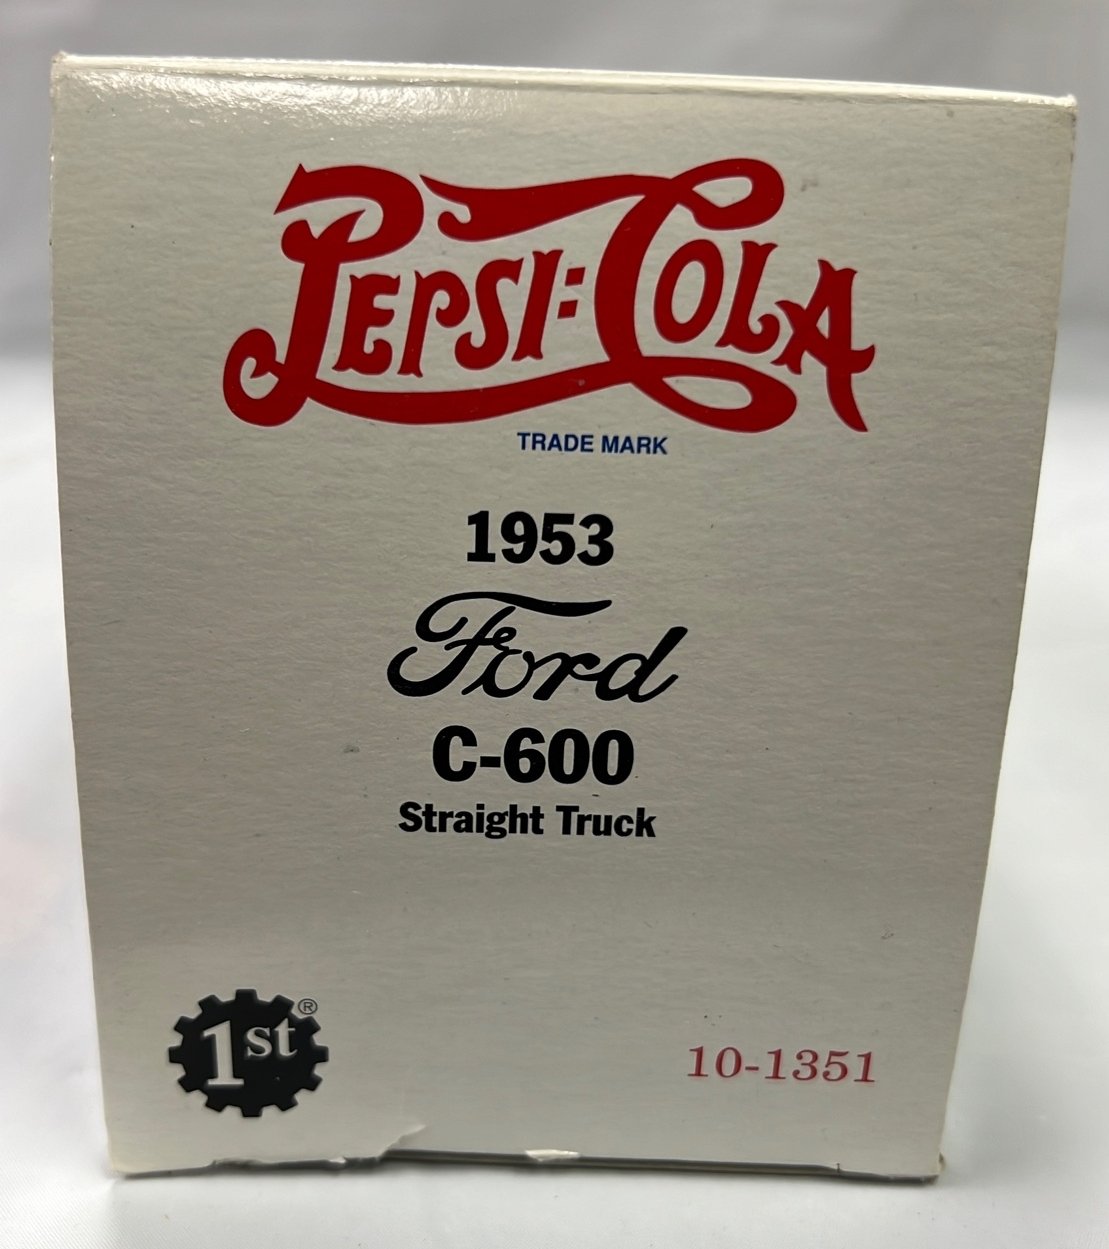 PEPSI:COLA
TRADE MARK
1953
Ford
C-600
Straight Truck
1st®
10-1351